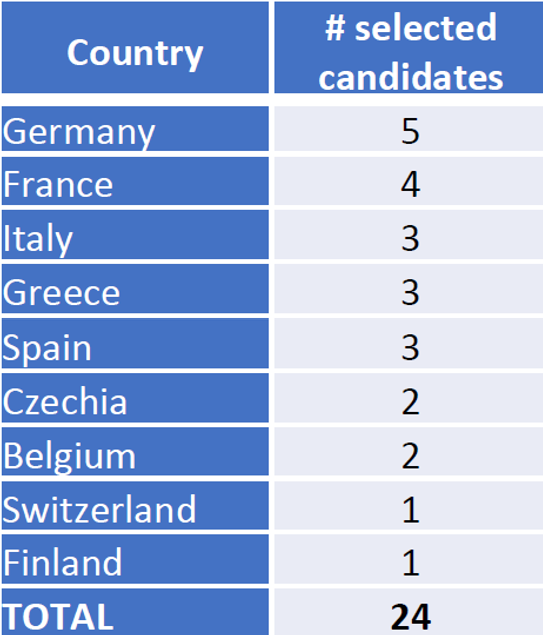 Country # selected
candidates
Germany 5
France 4
Italy 3
Greece 3
Spain 3
Czechia 2
Belgium 2
Switzerland 1
Finland 1
TOTAL 24